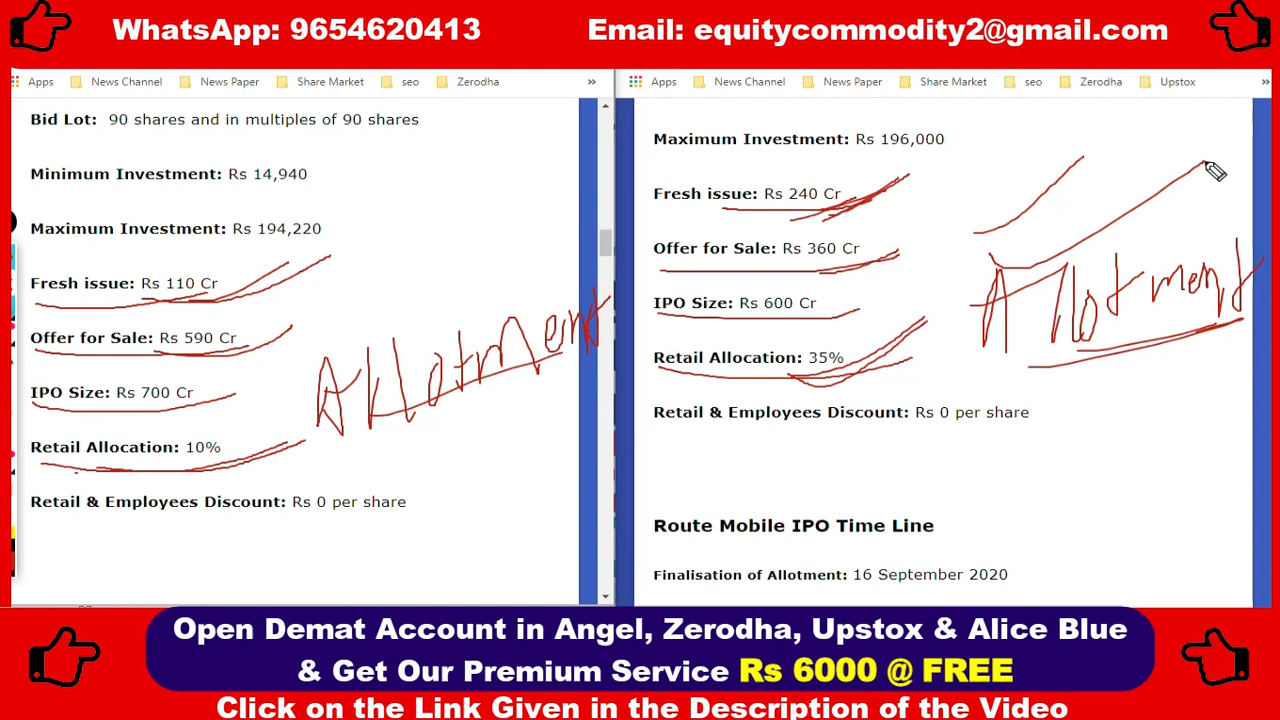 WhatsApp: 9654620413
Email: equitycommodity2@gmail.com
Apps News Channel News Paper Share Market seo Zerodha »
Bid Lot: 90 shares and in multiples of 90 shares
Minimum Investment: Rs 14,940
Maximum Investment: Rs 194,220
Fresh issue: Rs 110 Cr
Offer for Sale: Rs 590 Cr
IPO Size: Rs 700 Cr
Retail Allocation: 10%
Retail & Employees Discount: Rs 0 per share
Allotment
Apps News Channel News Paper Share Market seo Zerodha Upstox »
Maximum Investment: Rs 196,000
Fresh issue: Rs 240 Cr
Offer for Sale: Rs 360 Cr
IPO Size: Rs 600 Cr
Retail Allocation: 35%
Retail & Employees Discount: Rs 0 per share
Allotment
Route Mobile IPO Time Line
Finalisation of Allotment: 16 September 2020
Open Demat Account in Angel, Zerodha, Upstox & Alice Blue
& Get Our Premium Service Rs 6000 @ FREE
Click on the Link Given in the Description of the Video